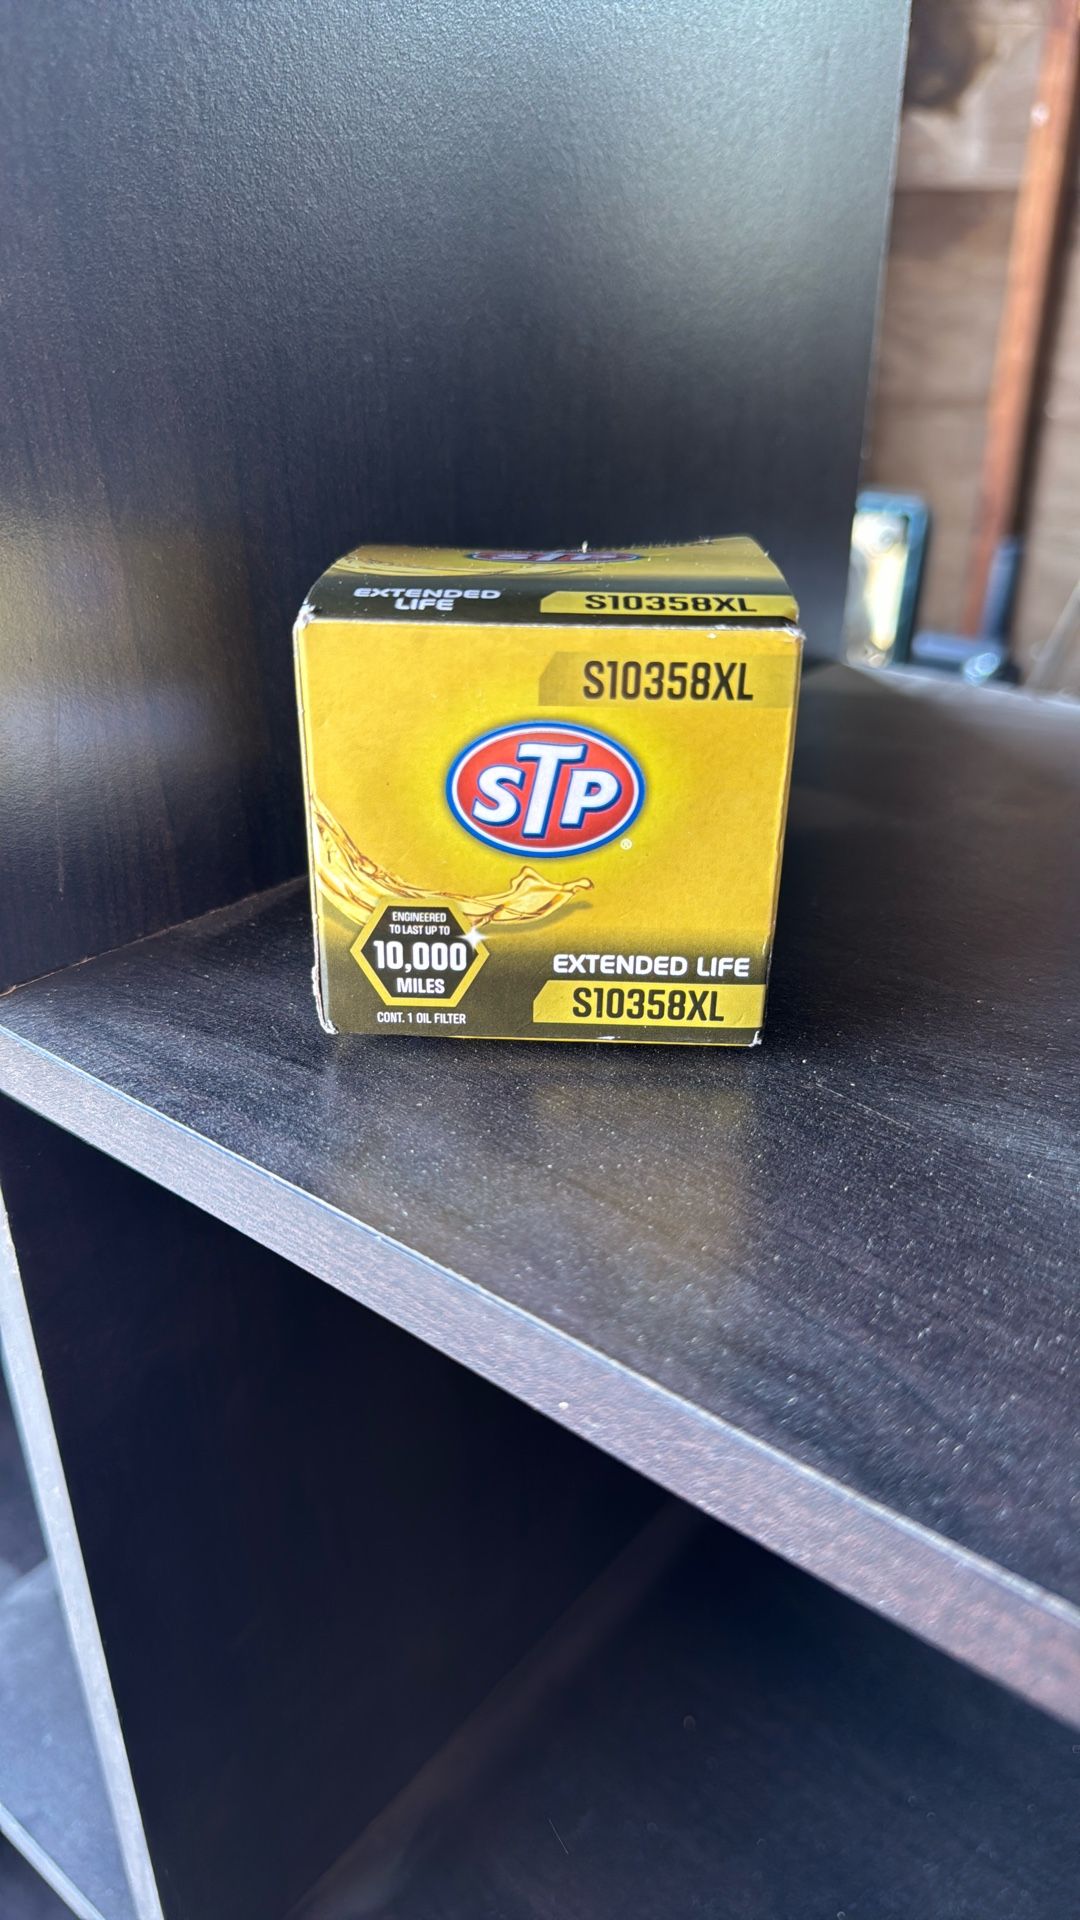 STP
EXTENDED
LIFE
S10358XL
S10358XL
STP
®
ENGINEERED
TO LAST UP TO
10,000
MILES
CONT. 1 OIL FILTER
EXTENDED LIFE
S10358XL